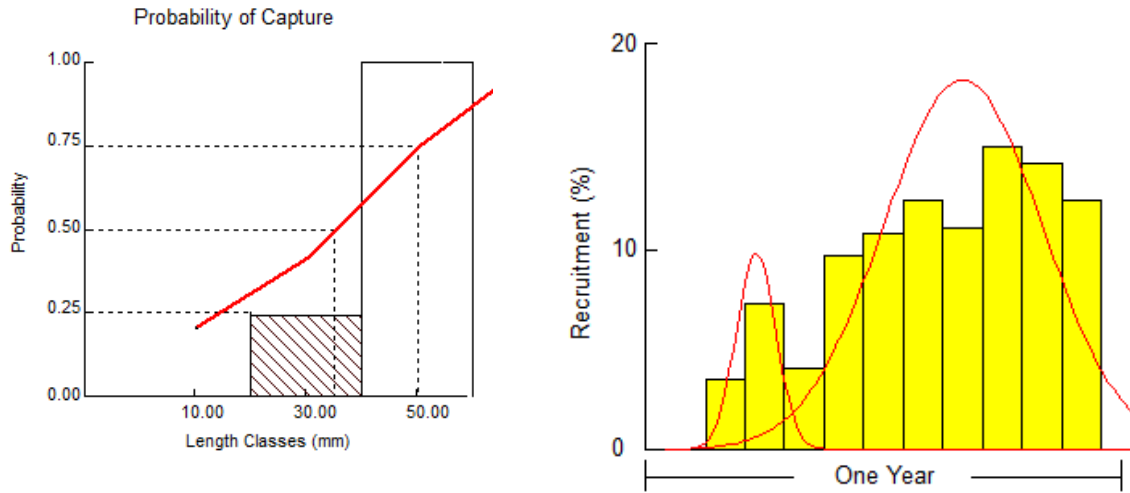 Probability of Capture
1.00
0.75
0.50
0.25
0.00
Probability
10.00 30.00 50.00
Length Classes (mm)
20
10
0
Recruitment (%)
One Year